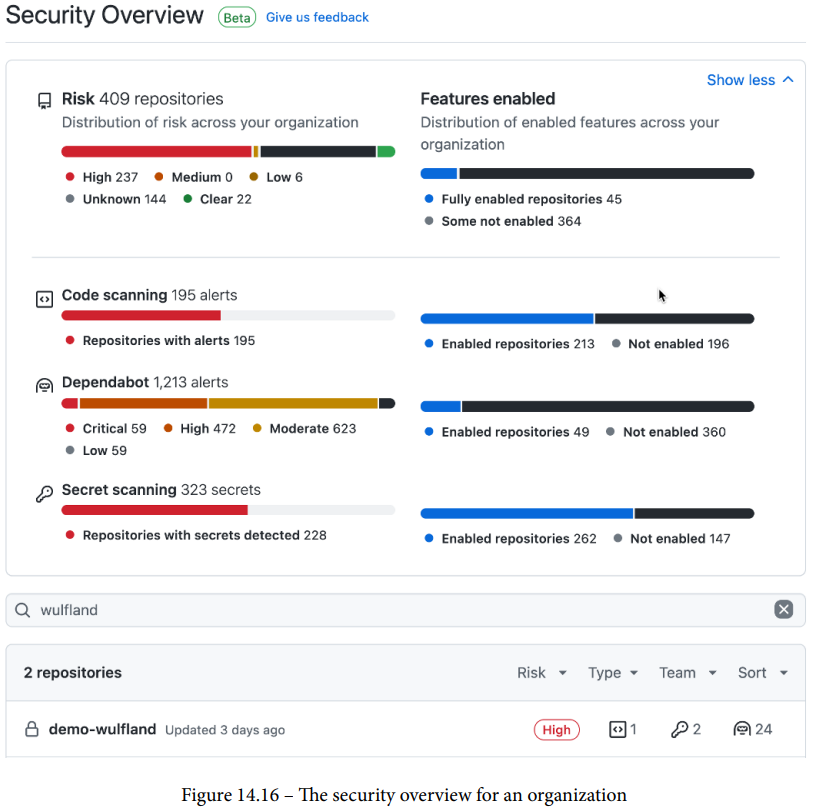 Security Overview Beta Give us feedback
Show less
Risk 409 repositories
Distribution of risk across your organization
High 237 Medium 0 Low 6
Unknown 144 Clear 22
Features enabled
Distribution of enabled features across your
organization
Fully enabled repositories 45
Some not enabled 364
Code scanning 195 alerts
Repositories with alerts 195
Enabled repositories 213 Not enabled 196
Dependabot 1,213 alerts
Critical 59 High 472 Moderate 623
Low 59
Enabled repositories 49 Not enabled 360
Secret scanning 323 secrets
Repositories with secrets detected 228
Enabled repositories 262 Not enabled 147
wulfland
2 repositories Risk Type Team Sort
demo-wulfland Updated 3 days ago High 1 2 24
Figure 14.16 – The security overview for an organization